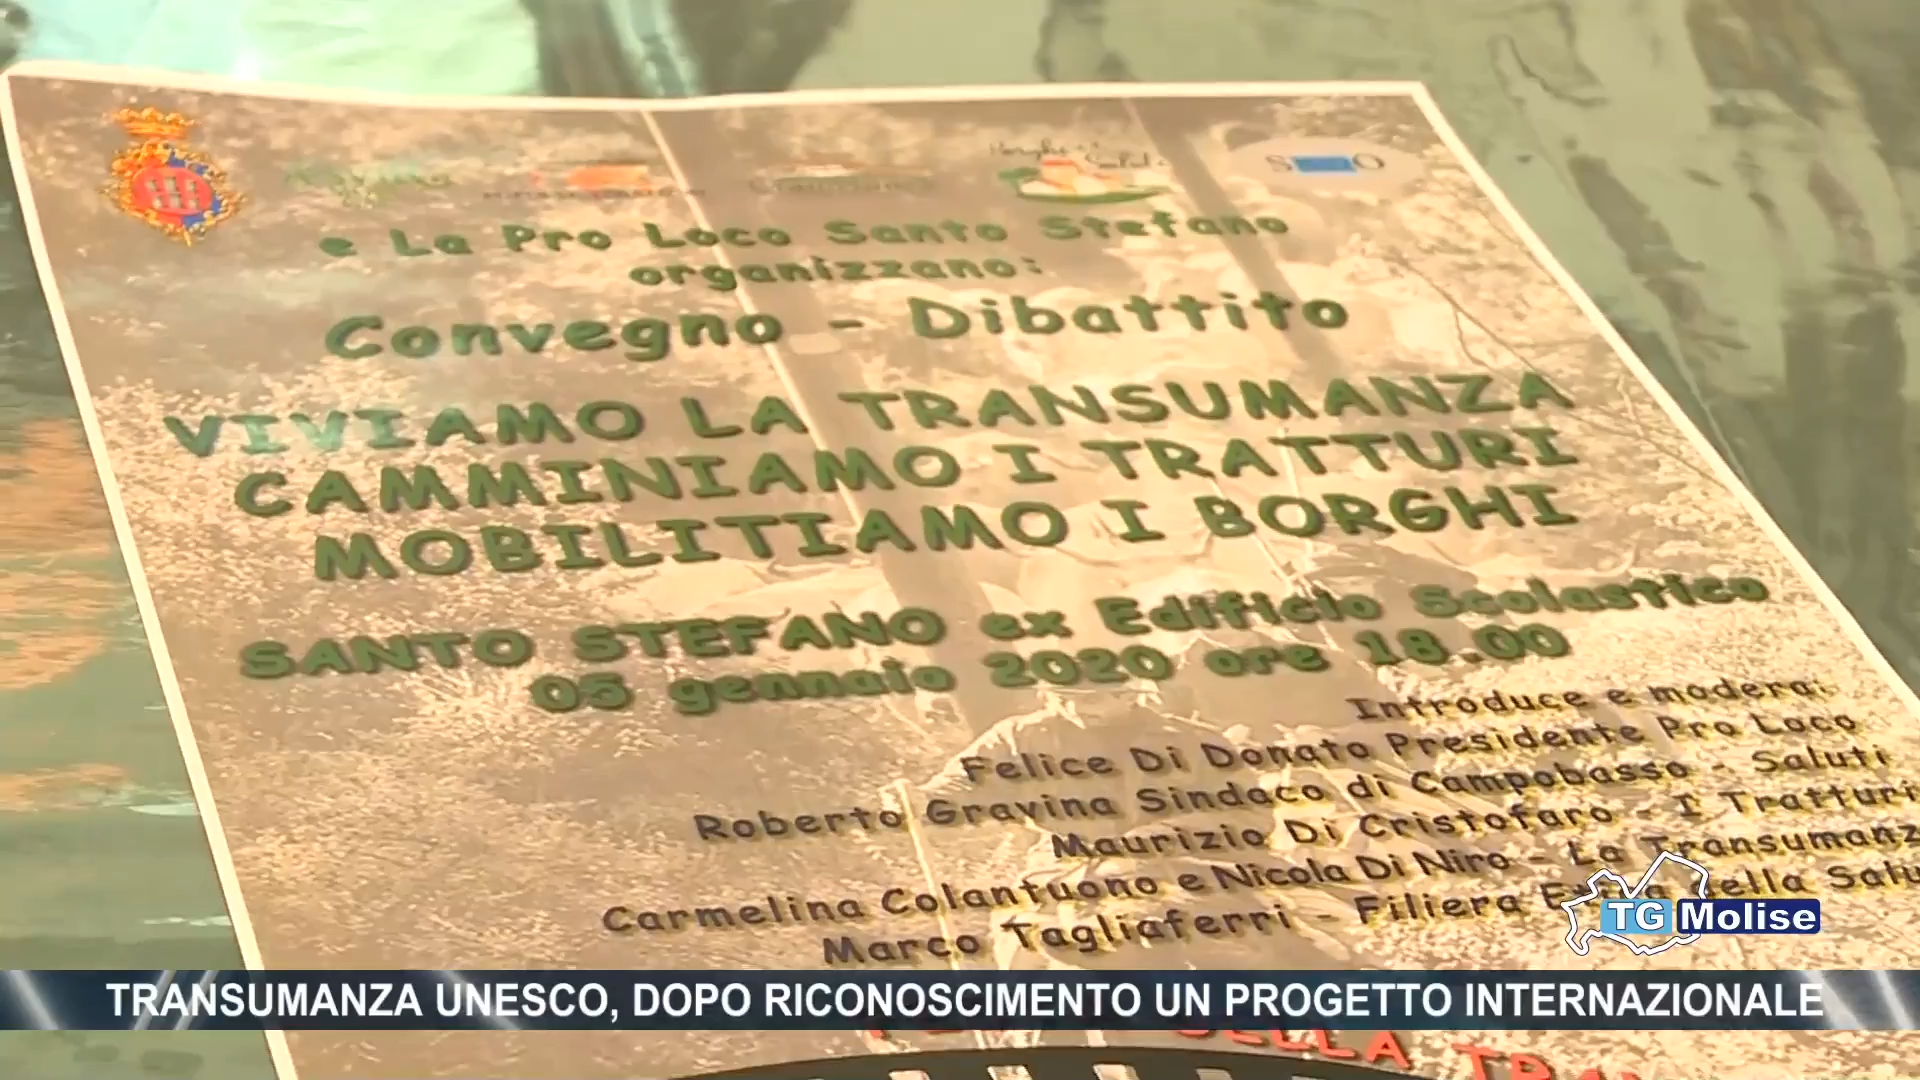 Borghi
S O
e La Pro Loco Santo Stefano
organizzano:
Convegno - Dibattito
VIVIAMO LA TRANSUMANZA
CAMMINIAMO I TRATTURI
MOBILITIAMO I BORGHI
SANTO STEFANO ex Edificio Scolastico
05 gennaio 2020 ore 18.00
Introduce e modera:
Felice Di Donato Presidente Pro Loco
Roberto Gravina Sindaco di Campobasso - Saluti
Maurizio Di Cristofaro - I Tratturi
Carmelina Colantuono e Nicola Di Niro - La Transumanz
Marco Tagliaferri - Filiera della Salu
TG Molise
TRANSUMANZA UNESCO, DOPO RICONOSCIMENTO UN PROGETTO INTERNAZIONALE